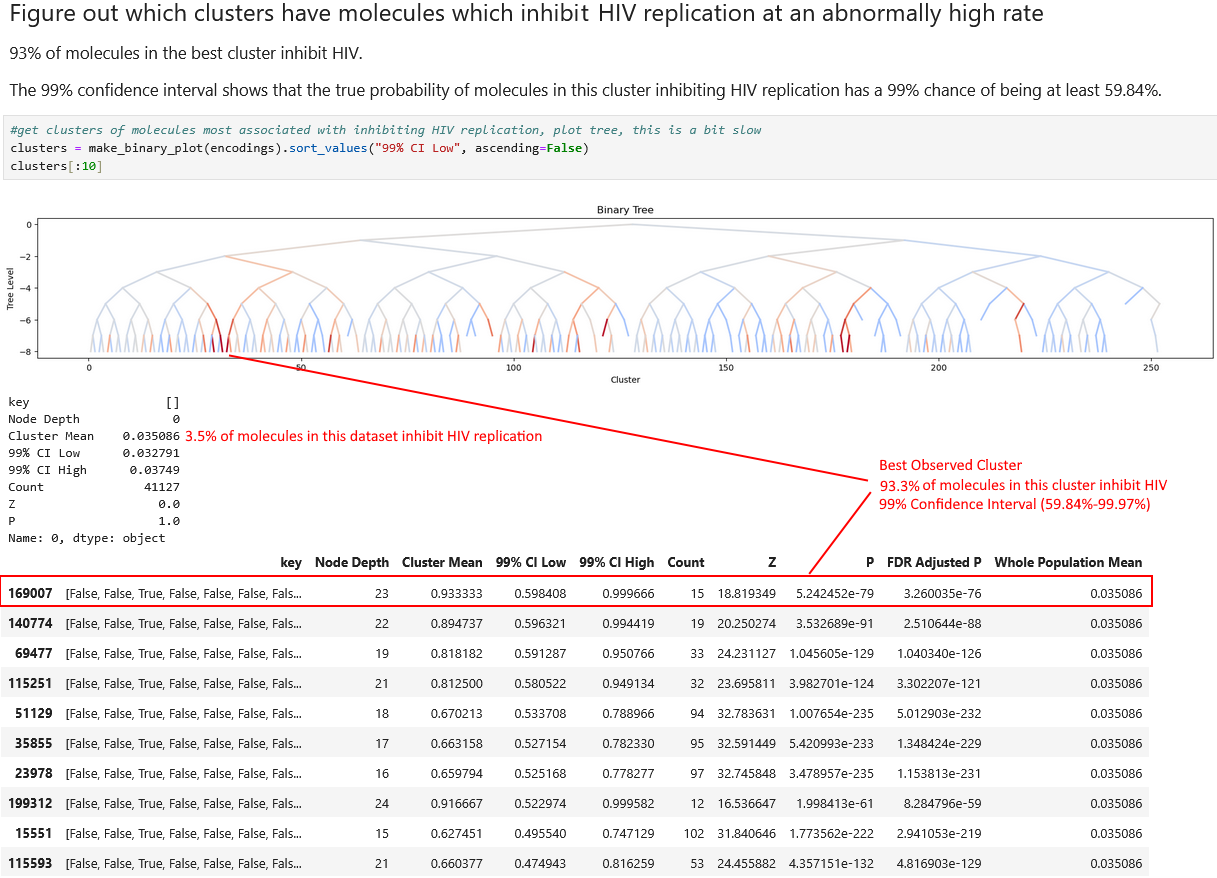 Figure out which clusters have molecules which inhibit HIV replication at an abnormally high rate
93% of molecules in the best cluster inhibit HIV.
The 99% confidence interval shows that the true probability of molecules in this cluster inhibiting HIV replication has a 99% chance of being at least 59.84%.
#get clusters of molecules most associated with inhibiting HIV replication, plot tree, this is a bit slow
clusters = make_binary_plot(encodings).sort_values("99% CI Low", ascending=False)
clusters[:10]
Binary Tree
Tree Level
0
−2
−4
−6
−8
0 50 100 150 200 250
Cluster
key []
Node Depth 0
Cluster Mean 0.035086 3.5% of molecules in this dataset inhibit HIV replication
99% CI Low 0.032791
99% CI High 0.03749
Count 41127
Z 0.0
P 1.0
Name: 0, dtype: object
Best Observed Cluster
93.3% of molecules in this cluster inhibit HIV
99% Confidence Interval (59.84%-99.97%)
key Node Depth Cluster Mean 99% CI Low 99% CI High Count Z P FDR Adjusted P Whole Population Mean
169007 [False, False, True, False, False, False, Fals... 23 0.933333 0.598408 0.999666 15 18.819349 5.242452e-79 3.260035e-76 0.035086
140774 [False, False, True, False, False, False, Fals... 22 0.894737 0.596321 0.994419 19 20.250274 3.532689e-91 2.510644e-88 0.035086
69477 [False, False, True, False, False, False, Fals... 19 0.818182 0.591287 0.950766 33 24.231127 1.045605e-129 1.040340e-126 0.035086
115251 [False, False, True, False, False, False, Fals... 21 0.812500 0.580522 0.949134 32 23.695811 3.982701e-124 3.302207e-121 0.035086
51129 [False, False, True, False, False, False, Fals... 18 0.670213 0.533708 0.788966 94 32.783631 1.007654e-235 5.012903e-232 0.035086
35855 [False, False, True, False, False, False, Fals... 17 0.663158 0.527154 0.782330 95 32.591449 5.420993e-233 1.348424e-229 0.035086
23978 [False, False, True, False, False, False, Fals... 16 0.659794 0.525168 0.778277 97 32.745848 3.478957e-235 1.153813e-231 0.035086
199312 [False, False, True, False, False, False, Fals... 24 0.916667 0.522974 0.999582 12 16.536647 1.998413e-61 8.284796e-59 0.035086
15551 [False, False, True, False, False, False, Fals... 15 0.627451 0.495540 0.747129 102 31.840646 1.773562e-222 2.941053e-219 0.035086
115593 [False, False, True, False, False, False, Fals... 21 0.660377 0.474943 0.816259 53 24.455882 4.357151e-132 4.816903e-129 0.035086